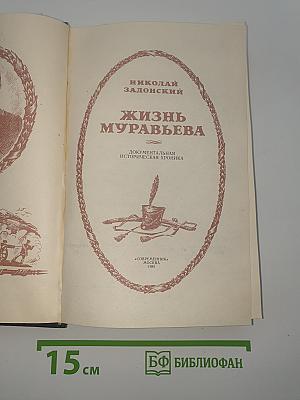 НИКОЛАЙ
ЗАДОНСКИЙ
ЖИЗНЬ
МУРАВЬЕВА
ДОКУМЕНТАЛЬНАЯ
ИСТОРИЧЕСКАЯ ХРОНИКА
«СОВРЕМЕННИК»
МОСКВА
15 см
БФ БИБЛИОФАН